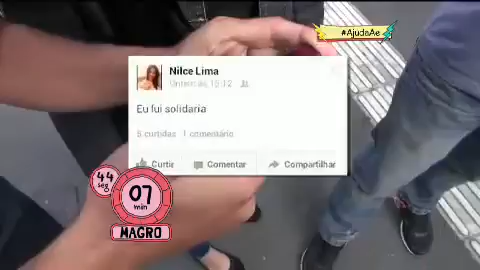 #AjudaAe
Nilce Lima
Ontem às 15:12
Eu fui solidaria
5 curtidas 1 comentário
Curtir
Comentar
Compartilhar
44
seg
07
min
MAGRO